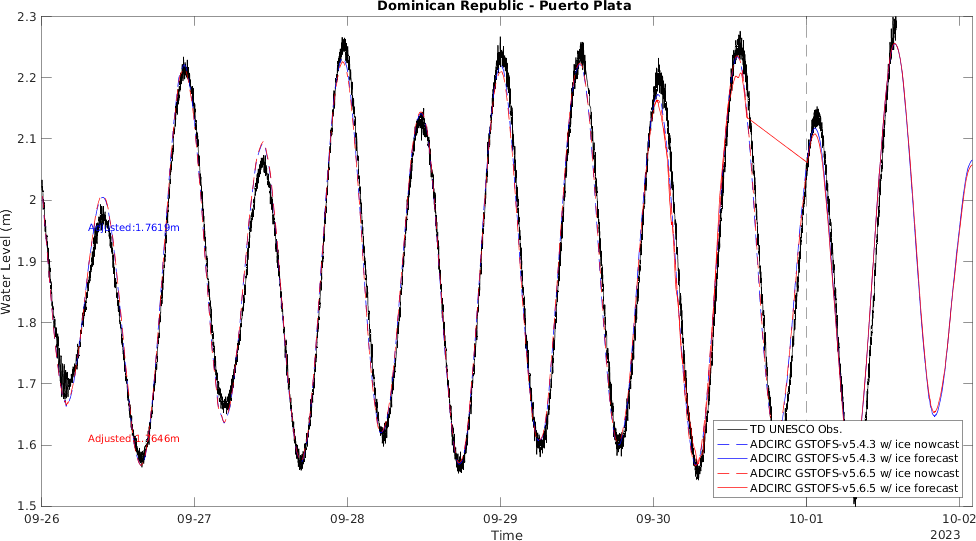 Dominican Republic - Puerto Plata
Water Level (m)
2.3
2.2
2.1
2
1.9
1.8
1.7
1.6
1.5
Adjusted:1.7619m
Adjusted:1.7646m
TD UNESCO Obs.
ADCIRC GSTOFS-v5.4.3 w/ ice nowcast
ADCIRC GSTOFS-v5.4.3 w/ ice forecast
ADCIRC GSTOFS-v5.6.5 w/ ice nowcast
ADCIRC GSTOFS-v5.6.5 w/ ice forecast
09-26 09-27 09-28 09-29 09-30 10-01 10-02
Time
2023